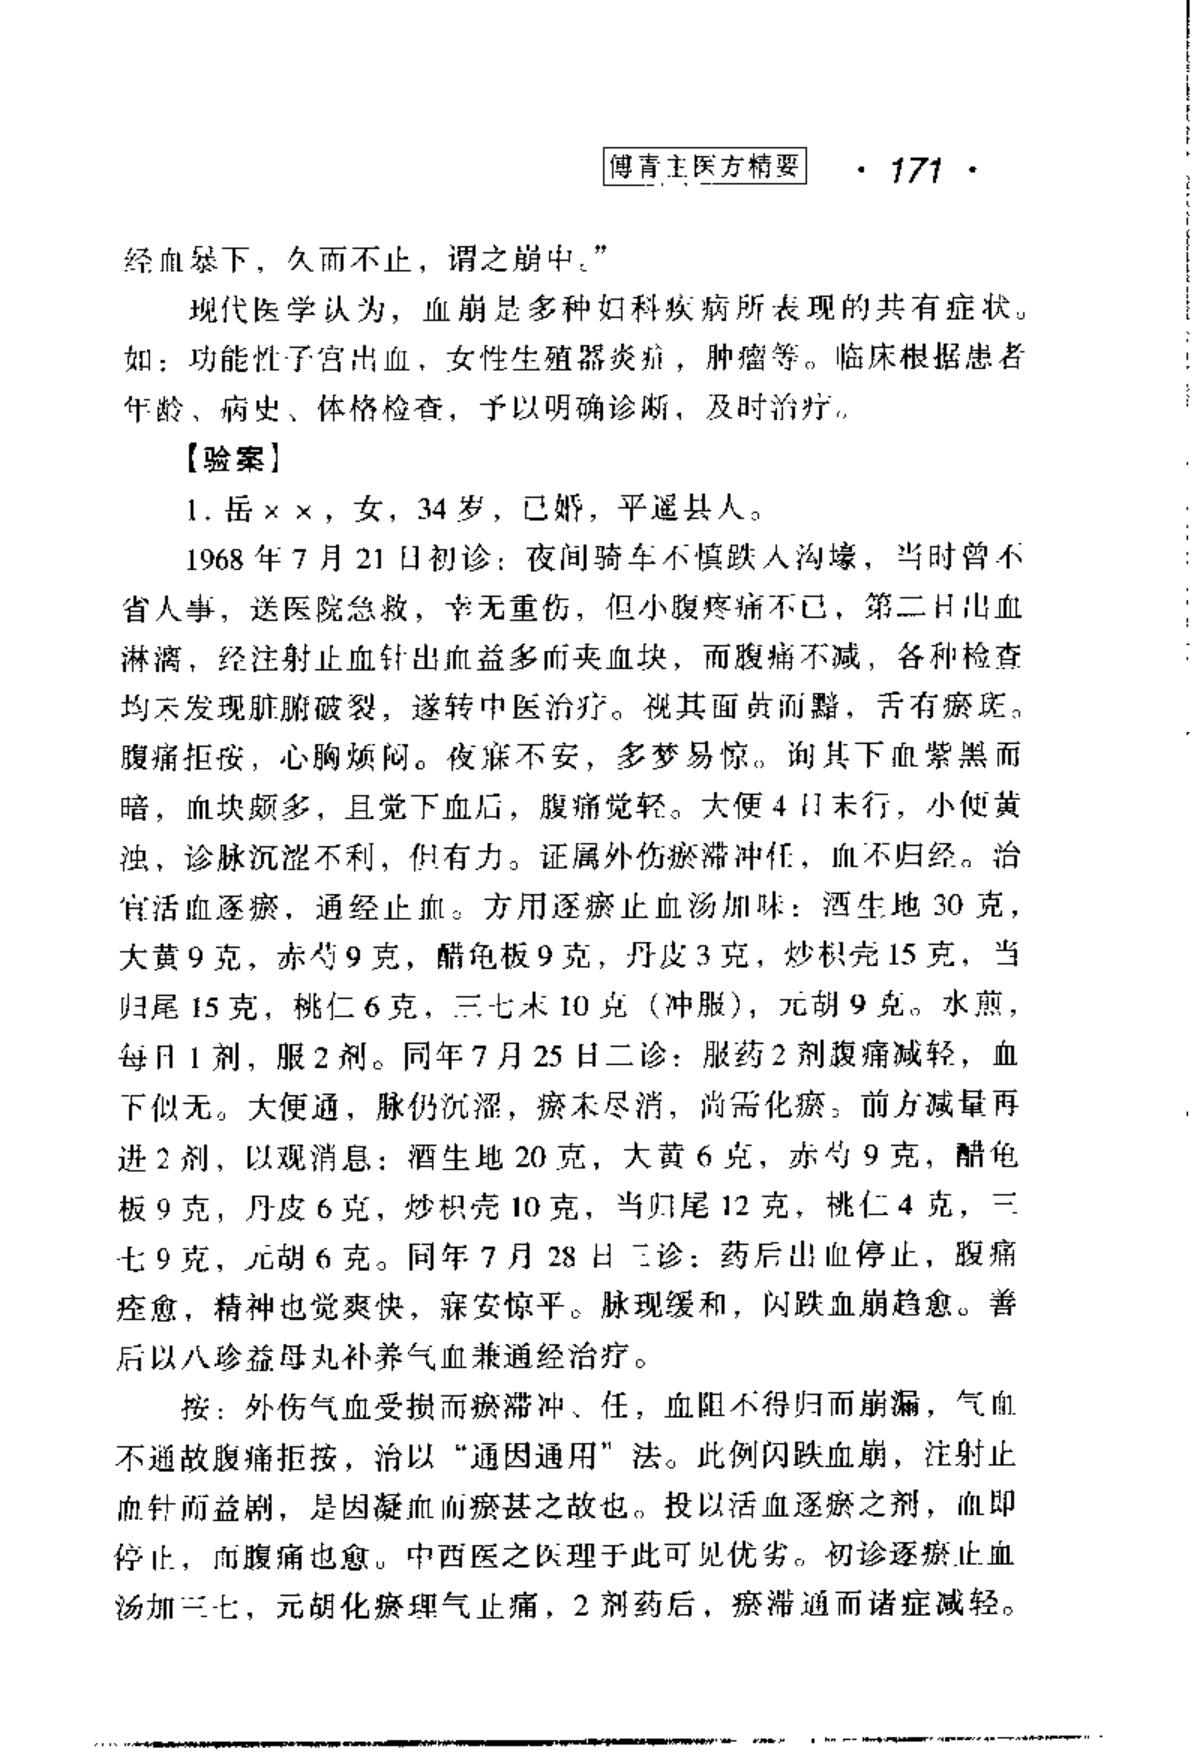 傅青主医方精要 · 171 ·
经血暴下，久而不止，谓之崩中。”
现代医学认为，血崩是多种妇科疾病所表现的共有症状。
如：功能性子宫出血，女性生殖器炎症，肿瘤等。临床根据患者
年龄、病史、体格检查，予以明确诊断，及时治疗。
【验案】
1. 岳××，女，34岁，已婚，平遥县人。
1968年7月21日初诊：夜间骑车不慎跌入沟壕，当时曾不
省人事，送医院急救，幸无重伤，但小腹疼痛不已，第二日出血
淋漓，经注射止血针出血益多而夹血块，而腹痛不减，各种检查
均未发现脏腑破裂，遂转中医治疗。视其面黄而黯，舌有瘀斑。
腹痛拒按，心胸烦闷。夜寐不安，多梦易惊。询其下血紫黑而
暗，血块颇多，且觉下血后，腹痛觉轻。大便4日未行，小便黄
浊，诊脉沉涩不利，但有力。证属外伤瘀滞冲任，血不归经。治
宜活血逐瘀，通经止血。方用逐瘀止血汤加味：酒生地30克，
大黄9克，赤芍9克，醋龟板9克，丹皮3克，炒枳壳15克，当
归尾15克，桃仁6克，三七末10克（冲服），元胡9克。水煎，
每日1剂，服2剂。同年7月25日二诊：服药2剂腹痛减轻，血
下似无。大便通，脉仍沉涩，瘀未尽消，尚需化瘀。前方减量再
进2剂，以观消息：酒生地20克，大黄6克，赤芍9克，醋龟
板9克，丹皮6克，炒枳壳10克，当归尾12克，桃仁4克，三
七9克，元胡6克。同年7月28日三诊：药后出血停止，腹痛
痊愈，精神也觉爽快，寐安惊平。脉现缓和，闪跌血崩趋愈。善
后以八珍益母丸补养气血兼通经治疗。
按：外伤气血受损而瘀滞冲、任，血阻不得归而崩漏，气血
不通故腹痛拒按，治以“通因通用”法。此例闪跌血崩，注射止
血针而益剧，是因凝血而瘀甚之故也。投以活血逐瘀之剂，血即
停止，而腹痛也愈。中西医之医理于此可见优劣。初诊逐瘀止血
汤加三七，元胡化瘀理气止痛，2剂药后，瘀滞通而诸症减轻。